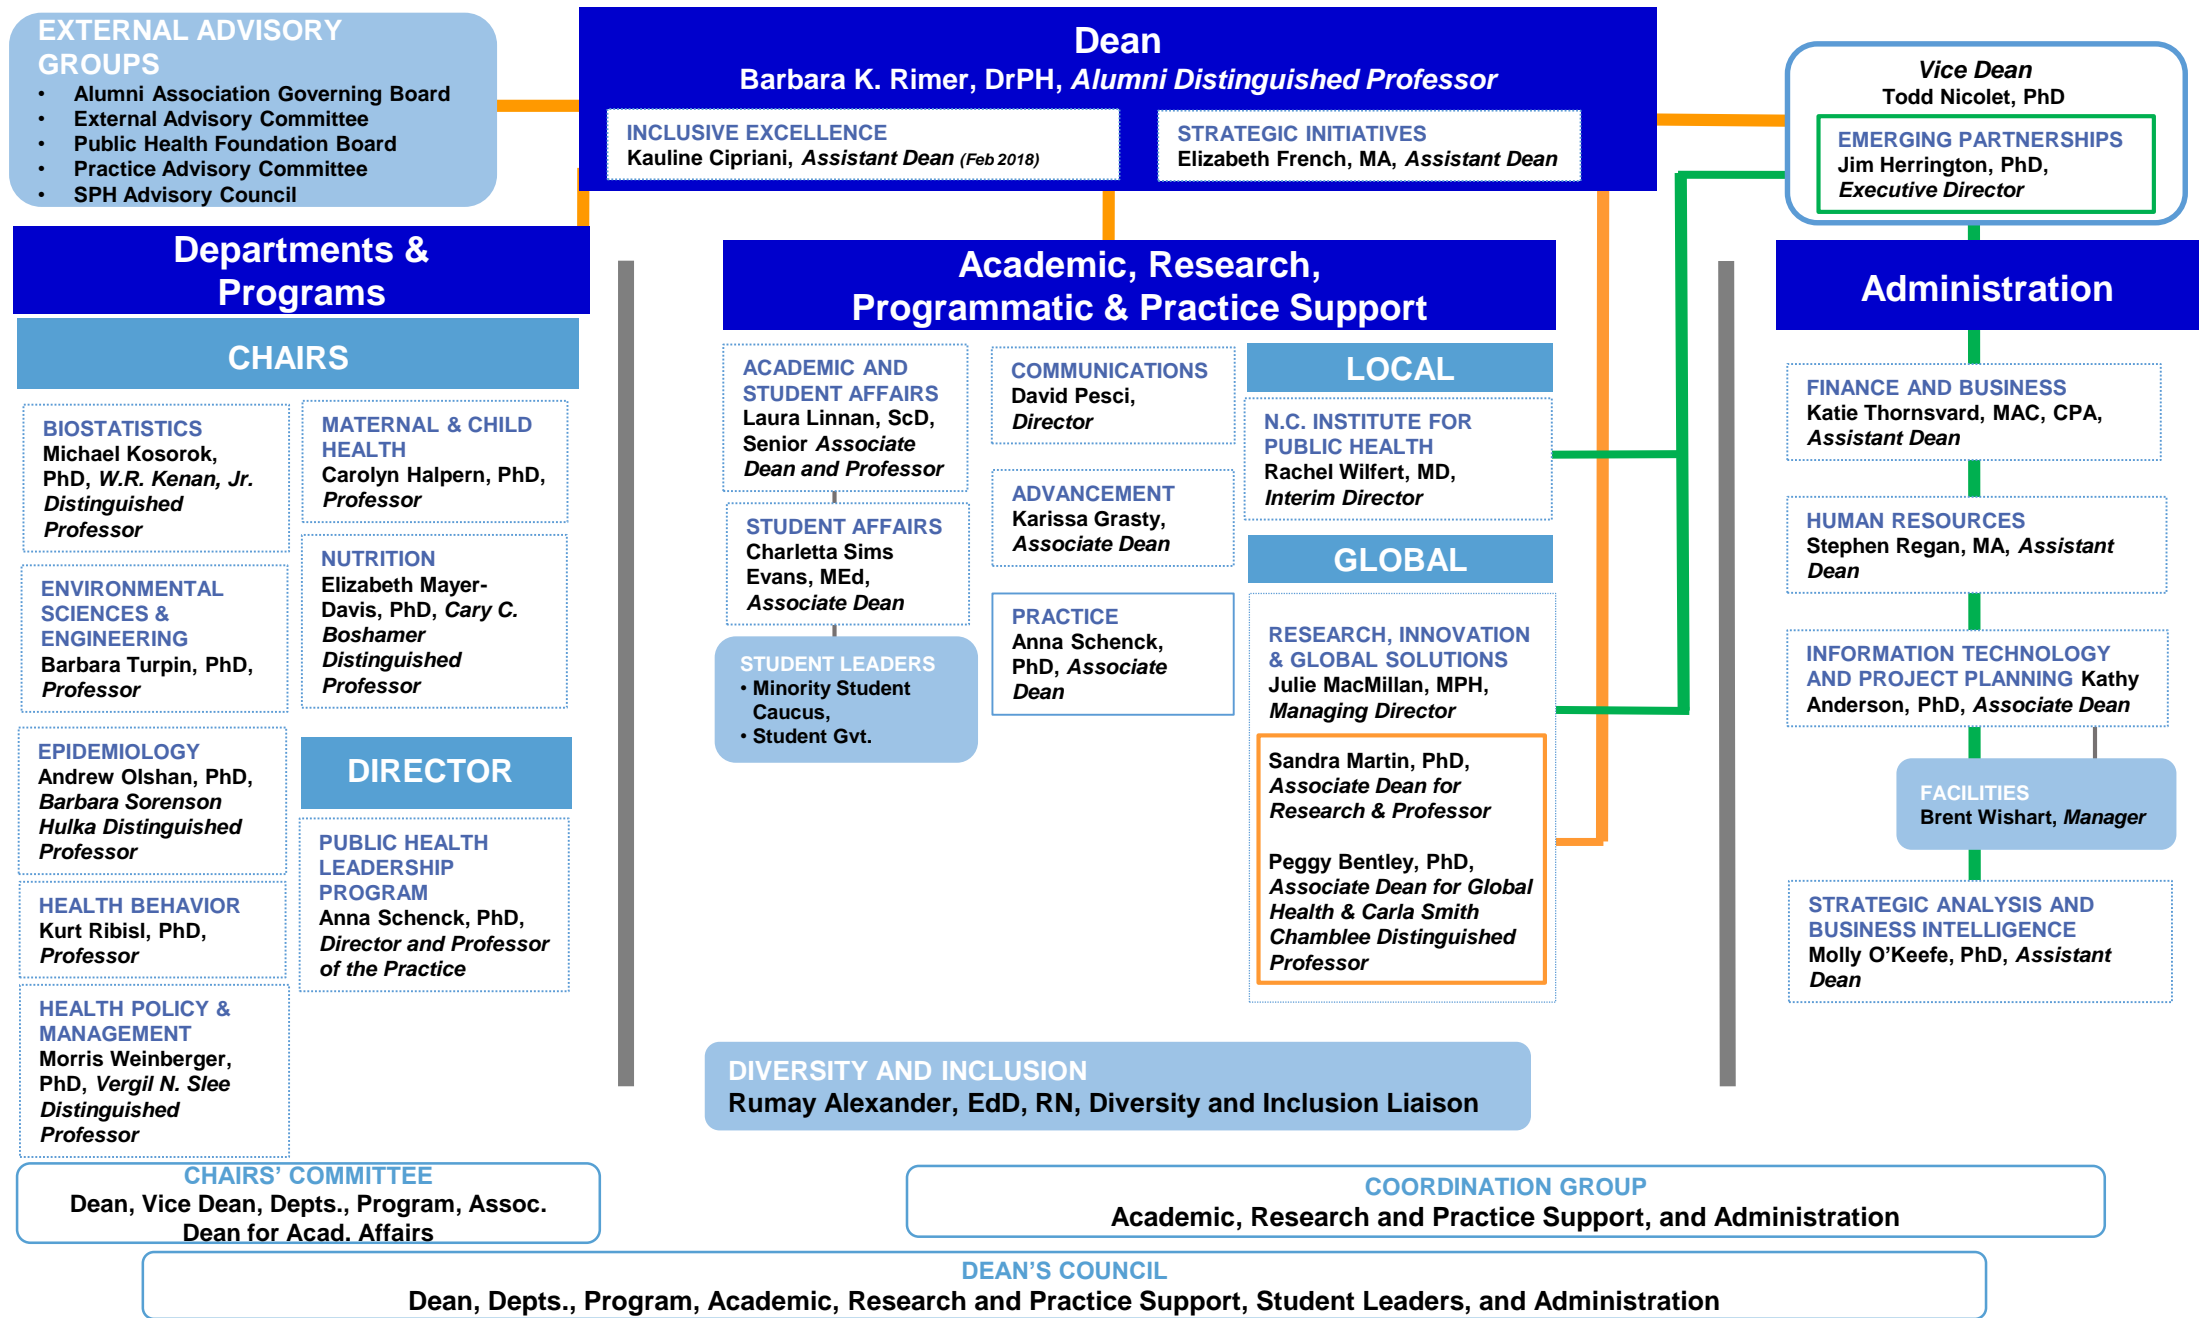 EXTERNAL ADVISORY
GROUPS
• Alumni Association Governing Board
• External Advisory Committee
• Public Health Foundation Board
• Practice Advisory Committee
• SPH Advisory Council
Dean
Barbara K. Rimer, DrPH, Alumni Distinguished Professor
INCLUSIVE EXCELLENCE
Kauline Cipriani, Assistant Dean (Feb 2018)
STRATEGIC INITIATIVES
Elizabeth French, MA, Assistant Dean
Vice Dean
Todd Nicolet, PhD
EMERGING PARTNERSHIPS
Jim Herrington, PhD,
Executive Director
Departments &
Programs
CHAIRS
BIOSTATISTICS
Michael Kosorok,
PhD, W.R. Kenan, Jr.
Distinguished
Professor
ENVIRONMENTAL
SCIENCES &
ENGINEERING
Barbara Turpin, PhD,
Professor
EPIDEMIOLOGY
Andrew Olshan, PhD,
Barbara Sorenson
Hulka Distinguished
Professor
HEALTH BEHAVIOR
Kurt Ribisl, PhD,
Professor
HEALTH POLICY &
MANAGEMENT
Morris Weinberger,
PhD, Vergil N. Slee
Distinguished
Professor
MATERNAL & CHILD
HEALTH
Carolyn Halpern, PhD,
Professor
NUTRITION
Elizabeth Mayer-
Davis, PhD, Cary C.
Boshamer
Distinguished
Professor
DIRECTOR
PUBLIC HEALTH
LEADERSHIP
PROGRAM
Anna Schenck, PhD,
Director and Professor
of the Practice
Academic, Research,
Programmatic & Practice Support
ACADEMIC AND
STUDENT AFFAIRS
Laura Linnan, ScD,
Senior Associate
Dean and Professor
STUDENT AFFAIRS
Charletta Sims
Evans, MEd,
Associate Dean
STUDENT LEADERS
• Minority Student
Caucus,
• Student Gvt.
COMMUNICATIONS
David Pesci,
Director
ADVANCEMENT
Karissa Grasty,
Associate Dean
PRACTICE
Anna Schenck,
PhD, Associate
Dean
LOCAL
N.C. INSTITUTE FOR
PUBLIC HEALTH
Rachel Wilfert, MD,
Interim Director
GLOBAL
RESEARCH, INNOVATION
& GLOBAL SOLUTIONS
Julie MacMillan, MPH,
Managing Director
Sandra Martin, PhD,
Associate Dean for
Research & Professor
Peggy Bentley, PhD,
Associate Dean for Global
Health & Carla Smith
Chamblee Distinguished
Professor
Administration
FINANCE AND BUSINESS
Katie Thornsvard, MAC, CPA,
Assistant Dean
HUMAN RESOURCES
Stephen Regan, MA, Assistant
Dean
INFORMATION TECHNOLOGY
AND PROJECT PLANNING Kathy
Anderson, PhD, Associate Dean
FACILITIES
Brent Wishart, Manager
STRATEGIC ANALYSIS AND
BUSINESS INTELLIGENCE
Molly O’Keefe, PhD, Assistant
Dean
DIVERSITY AND INCLUSION
Rumay Alexander, EdD, RN, Diversity and Inclusion Liaison
CHAIRS’ COMMITTEE
Dean, Vice Dean, Depts., Program, Assoc.
Dean for Acad. Affairs
COORDINATION GROUP
Academic, Research and Practice Support, and Administration
DEAN’S COUNCIL
Dean, Depts., Program, Academic, Research and Practice Support, Student Leaders, and Administration